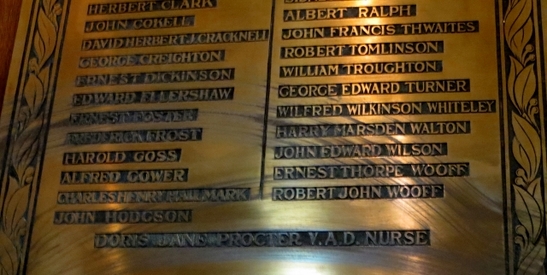 HERBERT CLARK
JOHN COKELL
DAVID HERBERT J. CRACKNELL
GEORGE CREIGHTON
ERNEST DICKINSON
EDWARD ELLERSHAW
ERNEST FOSTER
FREDERICK FROST
HAROLD GOSS
ALFRED GOWER
CHARLES HENRY HALLMARK
JOHN HODGSON
ALBERT RALPH
JOHN FRANCIS THWAITES
ROBERT TOMLINSON
WILLIAM TROUGHTON
GEORGE EDWARD TURNER
WILFRED WILKINSON WHITELEY
HARRY MARSDEN WALTON
JOHN EDWARD WILSON
ERNEST THORPE WOOFF
ROBERT JOHN WOOFF
DORIS JANE PROCTER V.A.D. NURSE